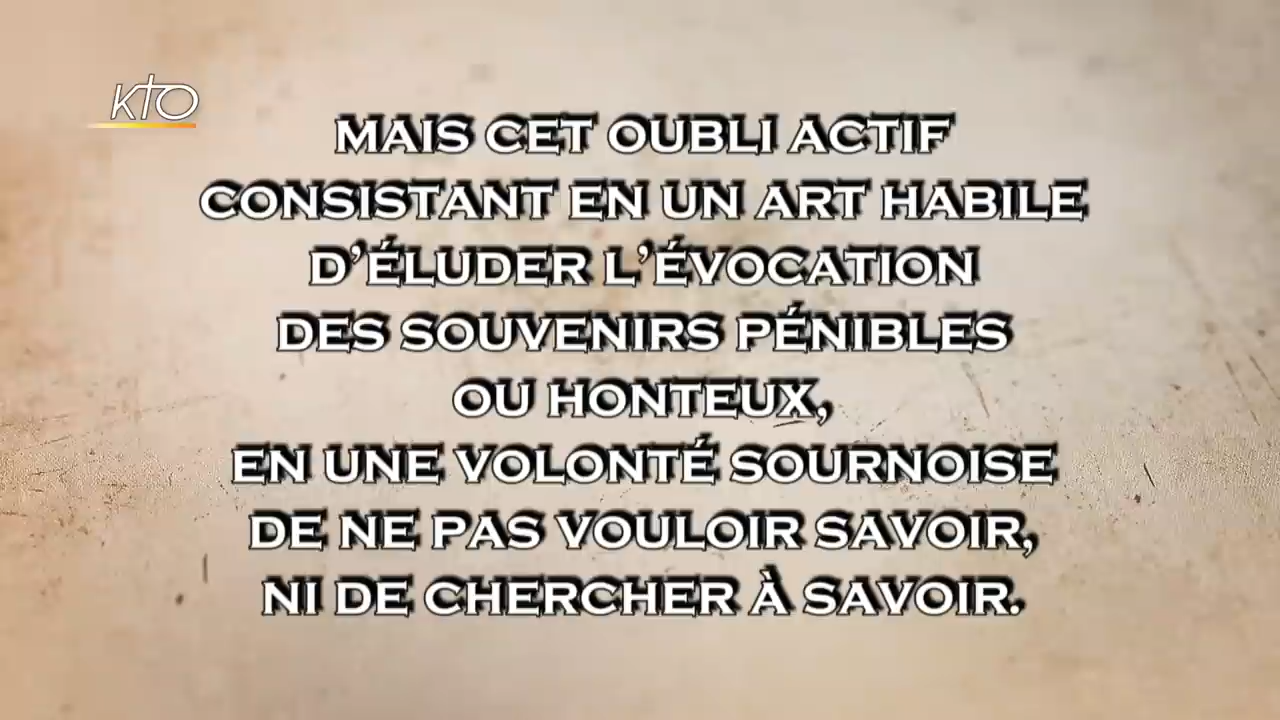 KTO
MAIS CET OUBLI ACTIF
CONSISTANT EN UN ART HABILE
D'ÉLUDER L'ÉVOCATION
DES SOUVENIRS PÉNIBLES
OU HONTEUX,
EN UNE VOLONTÉ SOURNOISE
DE NE PAS VOULOIR SAVOIR,
NI DE CHERCHER À SAVOIR.